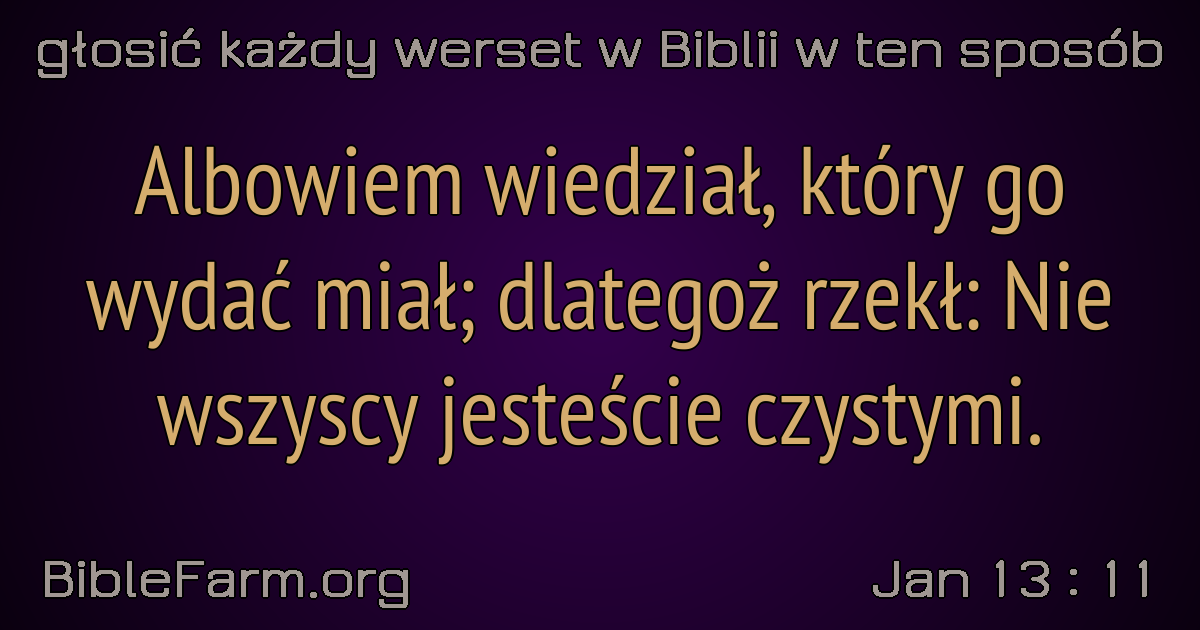 głosić każdy werset w Biblii w ten sposób
Albowiem wiedział, który go
wydać miał; dlategoż rzekł: Nie
wszyscy jesteście czystymi.
BibleFarm.org
Jan 13 : 11